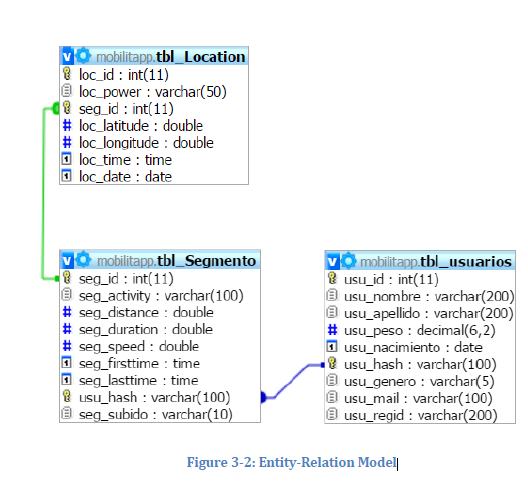 mobilitapp.tbl_Location
loc_id : int(11)
loc_power : varchar(50)
seg_id : int(11)
loc_latitude : double
loc_longitude : double
loc_time : time
loc_date : date
mobilitapp.tbl_Segmento
seg_id : int(11)
seg_activity : varchar(100)
seg_distance : double
seg_duration : double
seg_speed : double
seg_firsttime : time
seg_lasttime : time
usu_hash : varchar(100)
seg_subido : varchar(10)
mobilitapp.tbl_usuarios
usu_id : int(11)
usu_nombre : varchar(200)
usu_apellido : varchar(200)
usu_peso : decimal(6,2)
usu_nacimiento : date
usu_hash : varchar(100)
usu_genero : varchar(5)
usu_mail : varchar(100)
usu_regid : varchar(200)
Figure 3-2: Entity-Relation Model